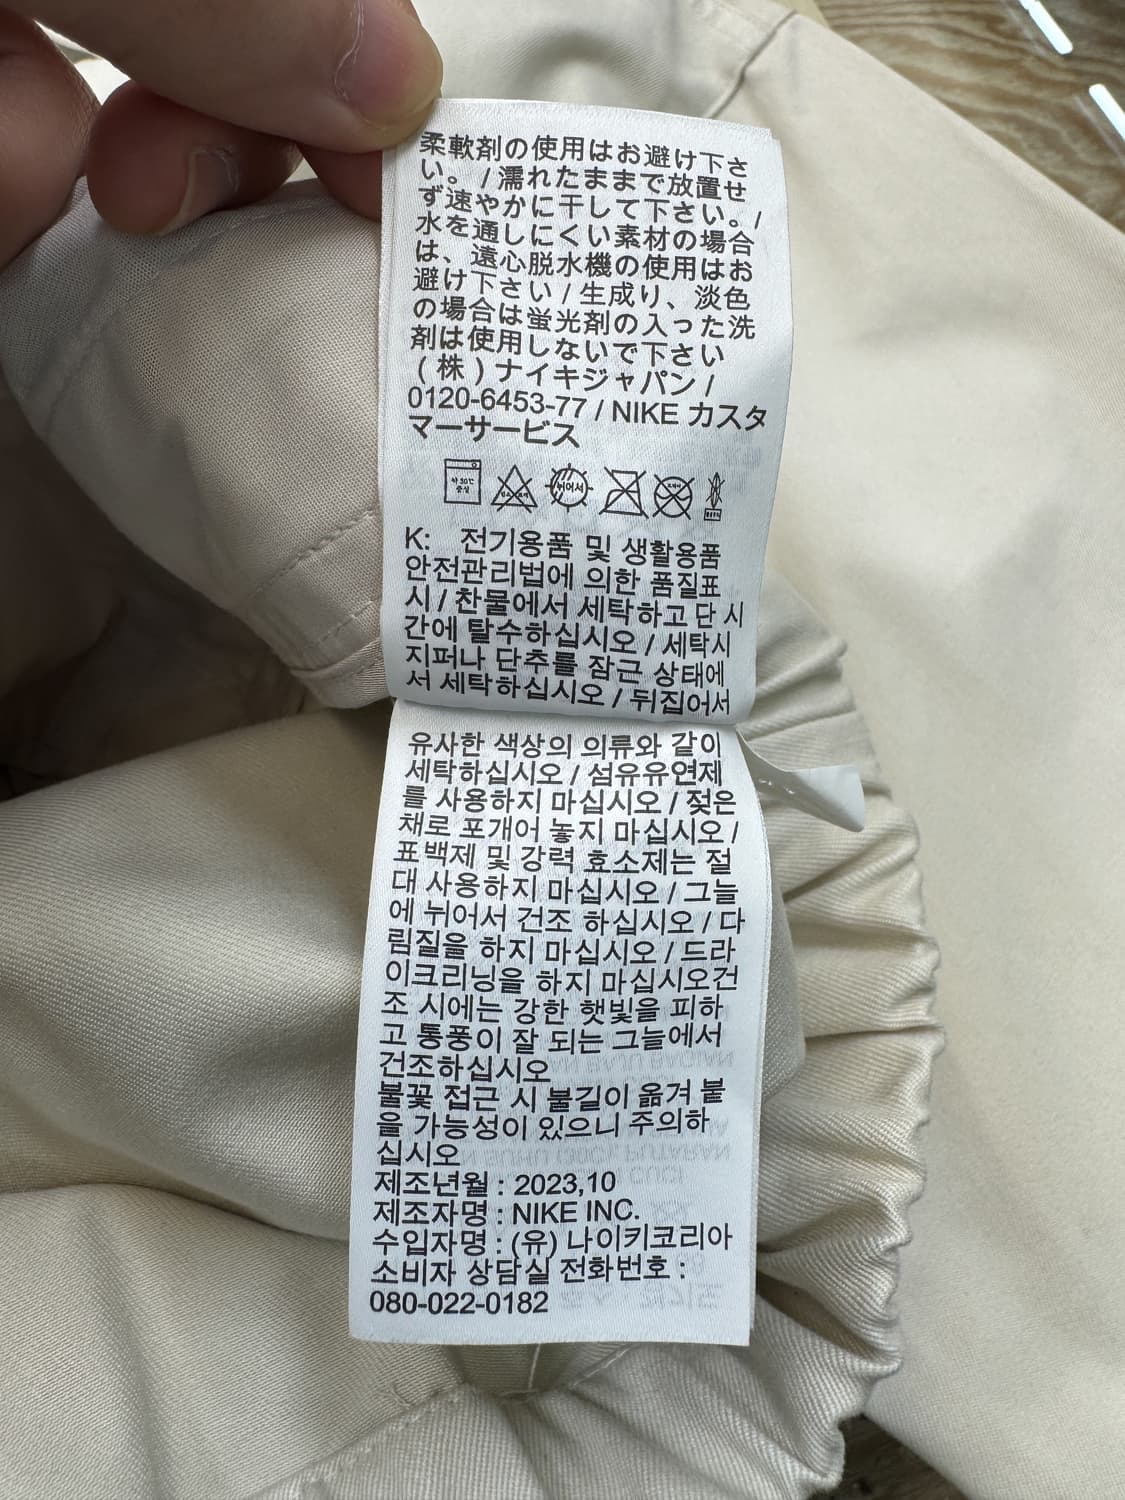 柔軟剤の使用はお避け下さ
い。 / 濡れたままで放置せ
ず速やかに干して下さい。 /
水を通しにくい素材の場合
は、遠心脱水機の使用はお
避け下さい / 生成り、淡色
の場合は蛍光剤の入った洗
剤は使用しないで下さい
( 株 ) ナイキジャパン /
0120-6453-77 / NIKE カスタ
マーサービス
약 30℃ 중성
뉘어서
K: 전기용품 및 생활용품
안전관리법에 의한 품질표
시 / 찬물에서 세탁하고 단 시
간에 탈수하십시오 / 세탁시
지퍼나 단추를 잠근 상태에
서 세탁하십시오 / 뒤집어서
유사한 색상의 의류와 같이
세탁하십시오 / 섬유유연제
를 사용하지 마십시오 / 젖은
채로 포개어 놓지 마십시오 /
표백제 및 강력 효소제는 절
대 사용하지 마십시오 / 그늘
에 뉘어서 건조 하십시오 / 다
림질을 하지 마십시오 / 드라
이크리닝을 하지 마십시오건
조 시에는 강한 햇빛을 피하
고 통풍이 잘 되는 그늘에서
건조하십시오
불꽃 접근 시 불길이 옮겨 붙
을 가능성이 있으니 주의하
십시오
제조년월 : 2023,10
제조자명 : NIKE INC.
수입자명 : (유) 나이키코리아
소비자 상담실 전화번호 :
080-022-0182